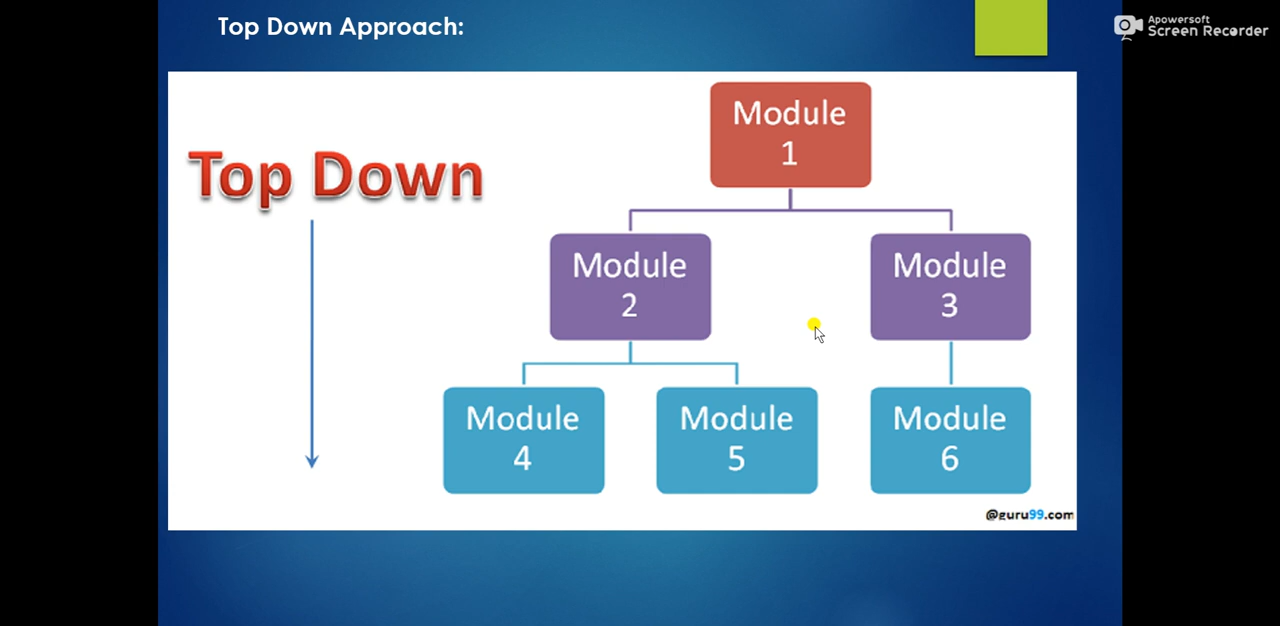 Top Down Approach:
Apowersoft
Screen Recorder
Top Down
Module
1
Module
2
Module
3
Module
4
Module
5
Module
6
@guru99.com